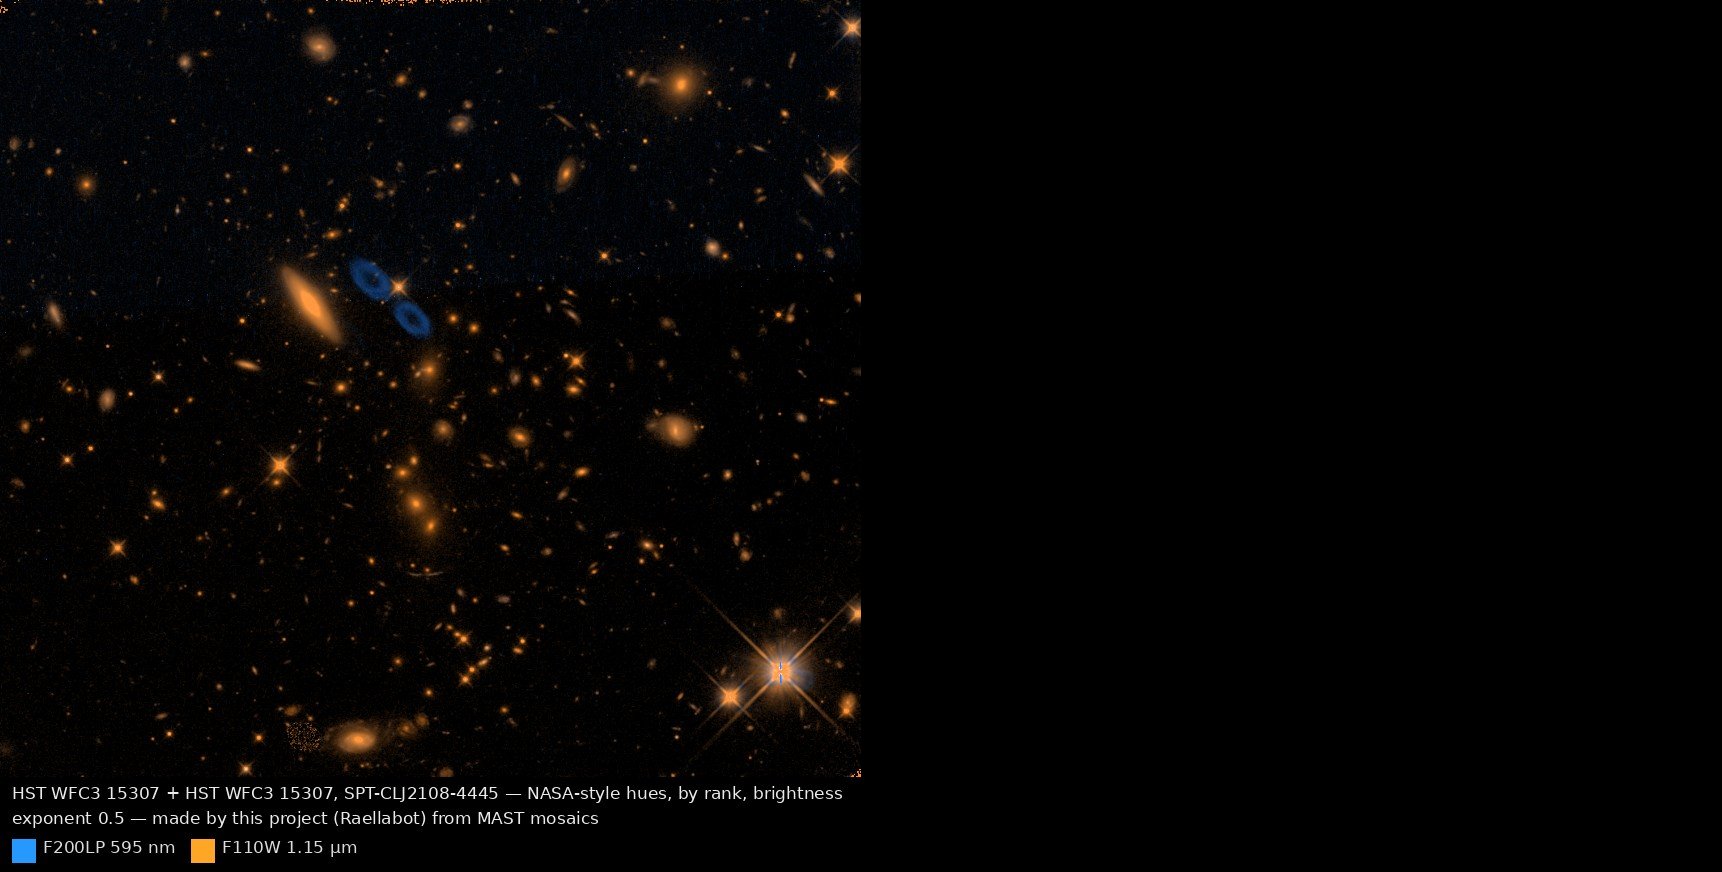 HST WFC3 15307 + HST WFC3 15307, SPT-CLJ2108-4445 — NASA-style hues, by rank, brightness
exponent 0.5 — made by this project (Raellabot) from MAST mosaics
F200LP 595 nm F110W 1.15 µm